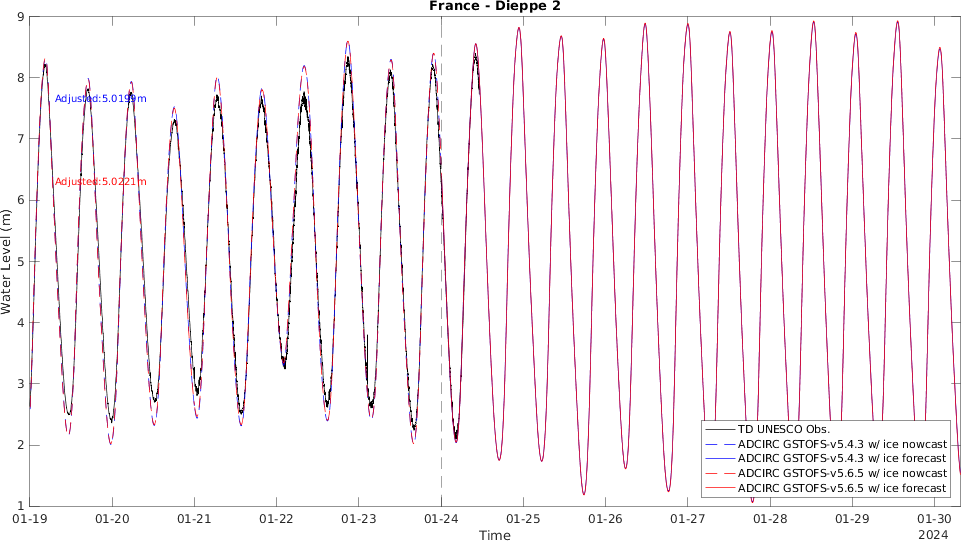 France - Dieppe 2
9
8
7
6
5
4
3
2
1
Water Level (m)
Adjusted:5.0199m
Adjusted:5.0221m
TD UNESCO Obs.
ADCIRC GSTOFS-v5.4.3 w/ ice nowcast
ADCIRC GSTOFS-v5.4.3 w/ ice forecast
ADCIRC GSTOFS-v5.6.5 w/ ice nowcast
ADCIRC GSTOFS-v5.6.5 w/ ice forecast
01-19 01-20 01-21 01-22 01-23 01-24 01-25 01-26 01-27 01-28 01-29 01-30
Time
2024